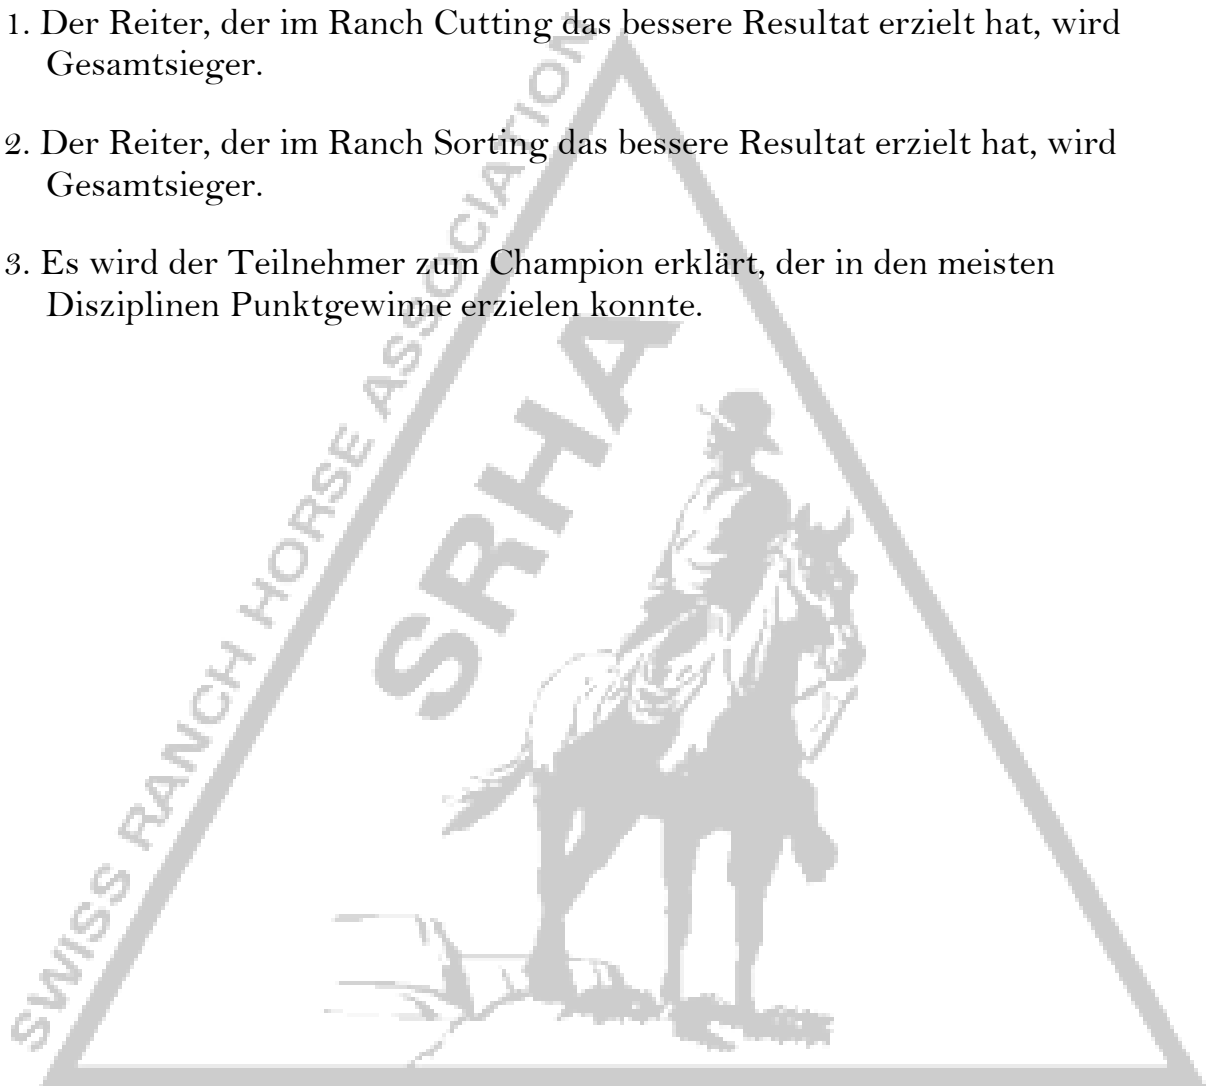 1. Der Reiter, der im Ranch Cutting das bessere Resultat erzielt hat, wird
Gesamtsieger.
2. Der Reiter, der im Ranch Sorting das bessere Resultat erzielt hat, wird
Gesamtsieger.
3. Es wird der Teilnehmer zum Champion erklärt, der in den meisten
Disziplinen Punktgewinne erzielen konnte.
SWISS RANCH HORSE ASSOCIATION
SRHA